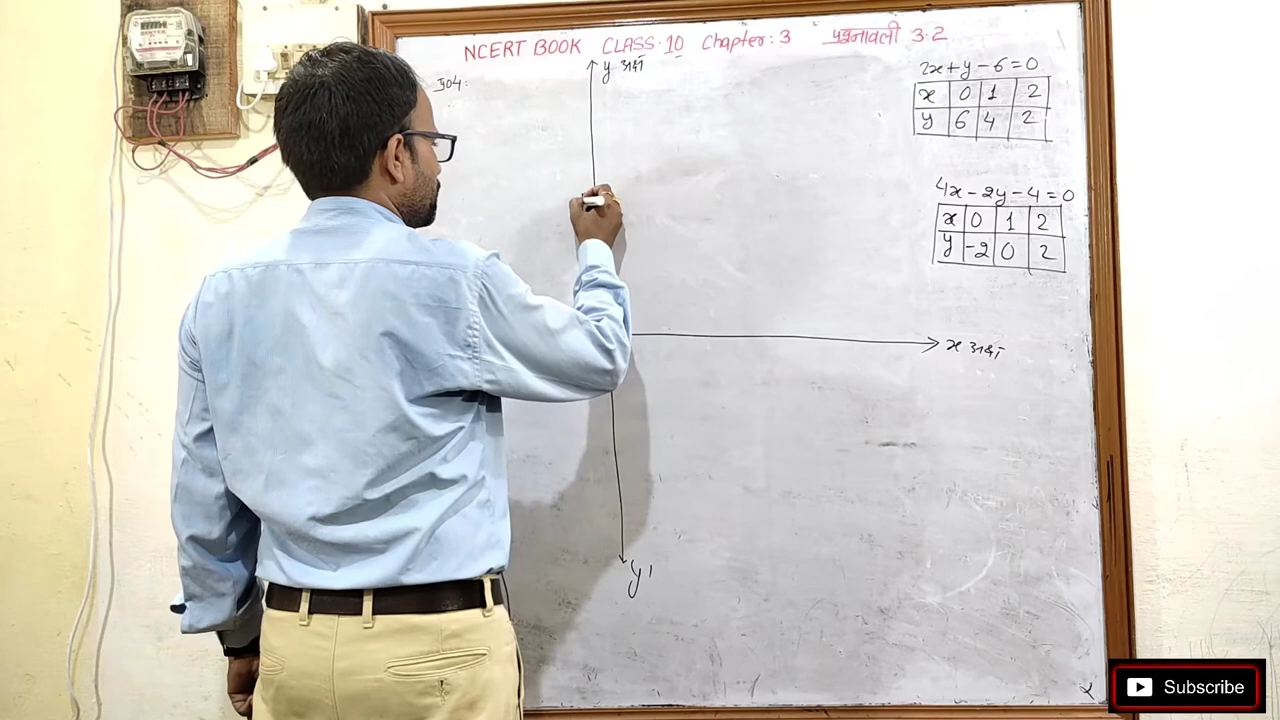 NCERT BOOK CLASS:10 Chapter:3 प्रश्नावली 3.2
प्र04:
y अक्ष
2x+y-6=0
x 0 1 2
y 6 4 2
4x-2y-4=0
x 0 1 2
y -2 0 2
x अक्ष
y'
Subscribe